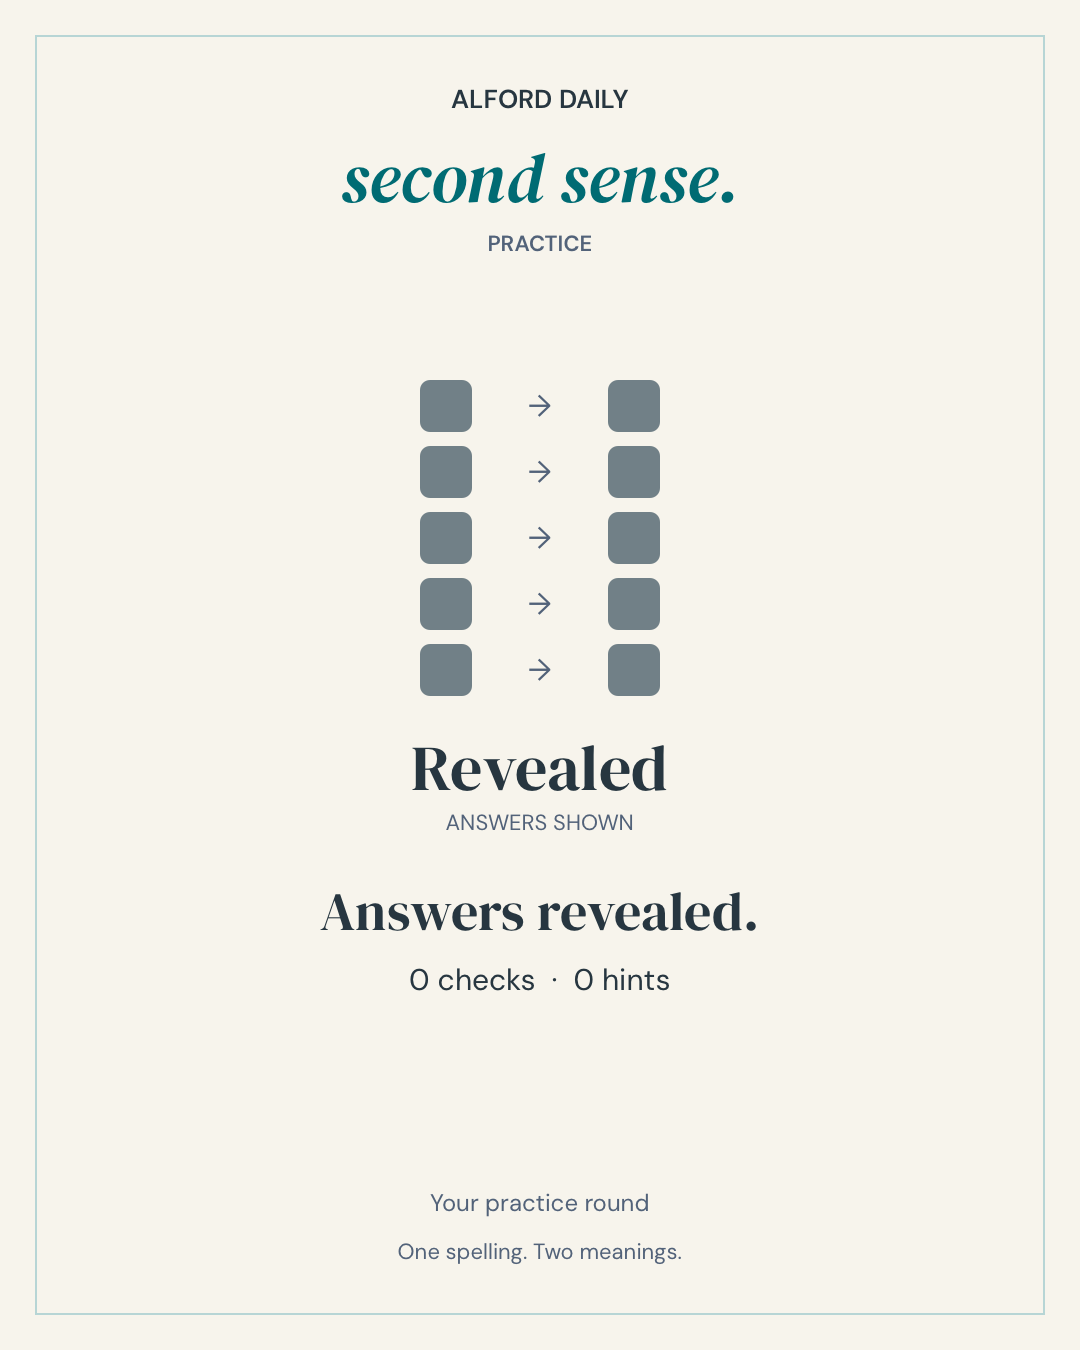 ALFORD DAILY
second sense.
PRACTICE
→
→
→
→
→
Revealed
ANSWERS SHOWN
Answers revealed.
0 checks · 0 hints
Your practice round
One spelling. Two meanings.